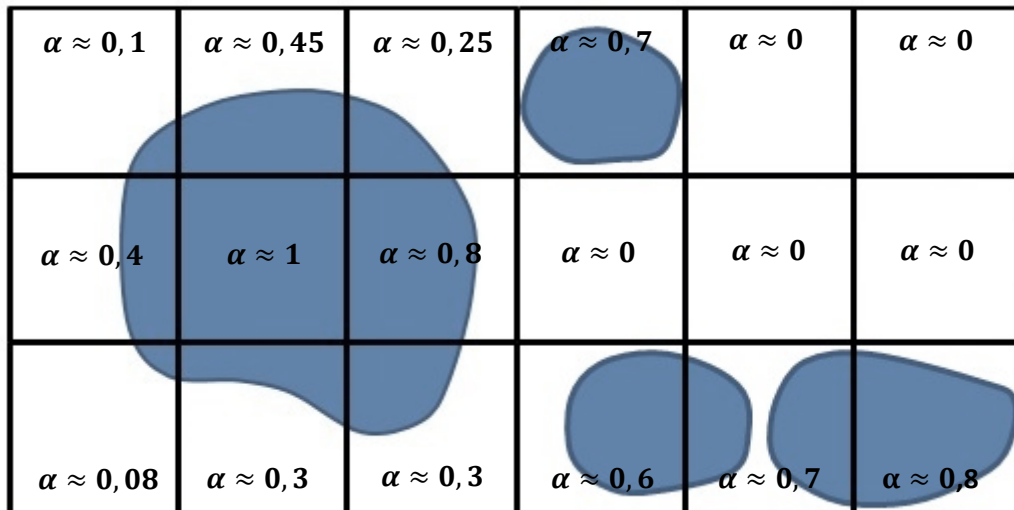 α ≈ 0,1 α ≈ 0,45 α ≈ 0,25 α ≈ 0,7 α ≈ 0 α ≈ 0
α ≈ 0,4 α ≈ 1 α ≈ 0,8 α ≈ 0 α ≈ 0 α ≈ 0
α ≈ 0,08 α ≈ 0,3 α ≈ 0,3 α ≈ 0,6 α ≈ 0,7 α ≈ 0,8